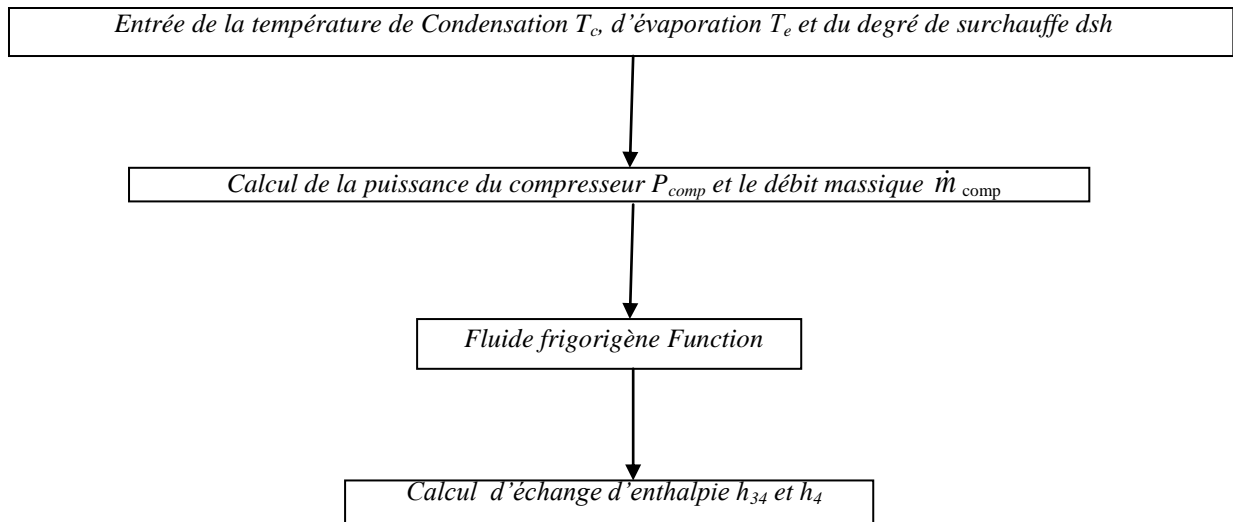 Entrée de la température de Condensation Tc, d'évaporation Te et du degré de surchauffe dsh
Calcul de la puissance du compresseur Pcomp et le débit massique ṁ comp
Fluide frigorigène Function
Calcul d'échange d'enthalpie h34 et h4